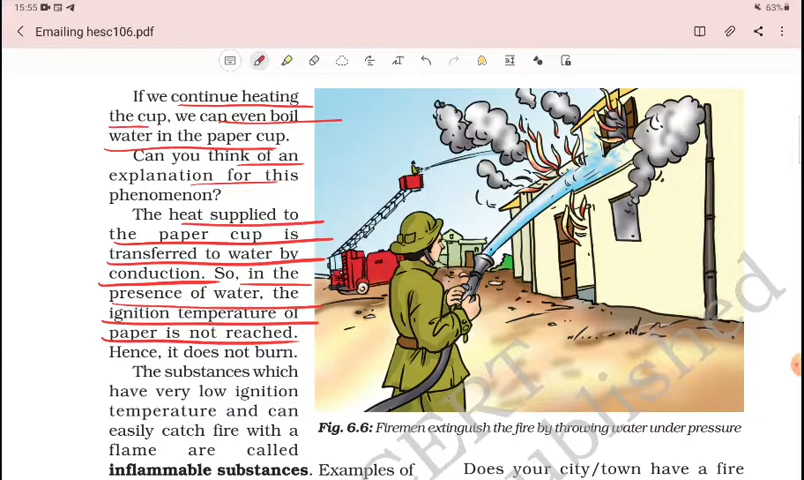 15:55
63%
Emailing hesc106.pdf
If we continue heating
the cup, we can even boil
water in the paper cup.
Can you think of an
explanation for this
phenomenon?
The heat supplied to
the paper cup is
transferred to water by
conduction. So, in the
presence of water, the
ignition temperature of
paper is not reached.
Hence, it does not burn.
The substances which
have very low ignition
temperature and can
easily catch fire with a
flame are called
inflammable substances. Examples of
Fig. 6.6: Firemen extinguish the fire by throwing water under pressure
Does your city/town have a fire